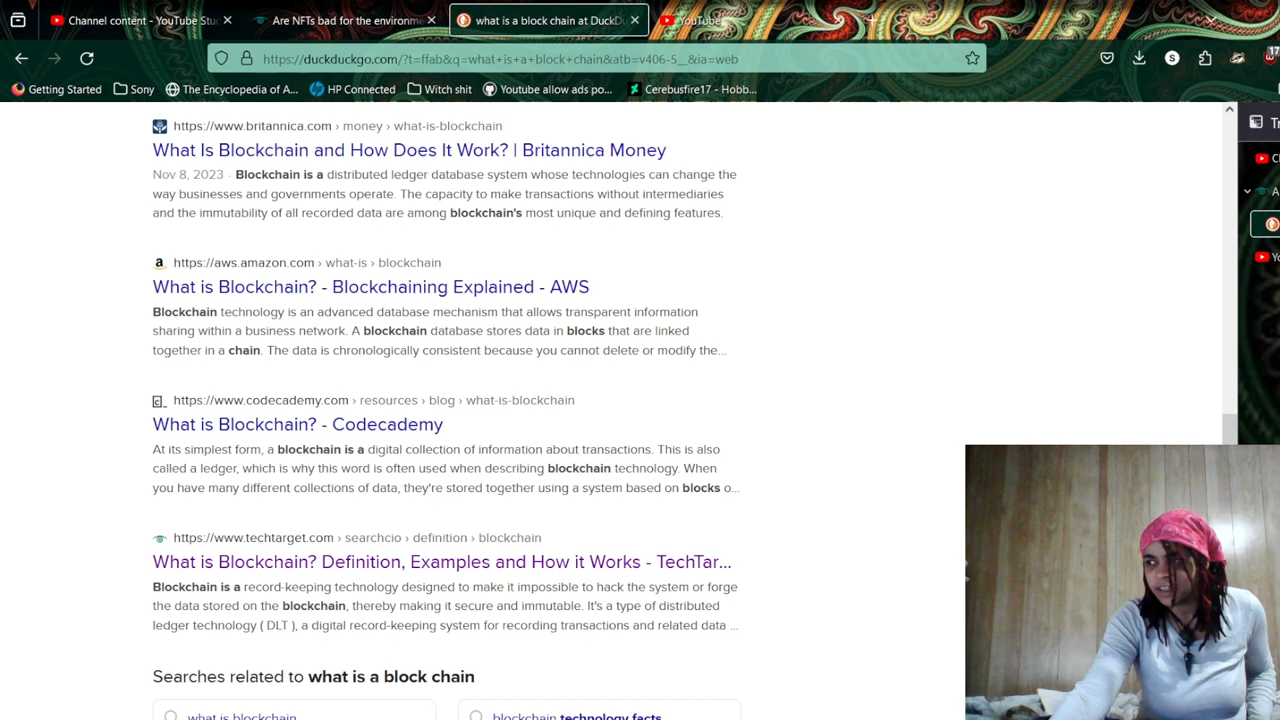 Channel content - YouTube Stu
Are NFTs bad for the environme
what is a block chain at DuckDu
YouTube
https://duckduckgo.com/?t=ffab&q=what+is+a+block+chain&atb=v406-5__&ia=web
S
17
Getting Started
Sony
The Encyclopedia of A...
HP Connected
Witch shit
Youtube allow ads po...
Cerebusfire17 - Hobb...
Tr
Cl
A
Yo
https://www.britannica.com › money › what-is-blockchain
What Is Blockchain and How Does It Work? | Britannica Money
Nov 8, 2023 · Blockchain is a distributed ledger database system whose technologies can change the
way businesses and governments operate. The capacity to make transactions without intermediaries
and the immutability of all recorded data are among blockchain's most unique and defining features.
a
https://aws.amazon.com › what-is › blockchain
What is Blockchain? - Blockchaining Explained - AWS
Blockchain technology is an advanced database mechanism that allows transparent information
sharing within a business network. A blockchain database stores data in blocks that are linked
together in a chain. The data is chronologically consistent because you cannot delete or modify the...
https://www.codecademy.com › resources › blog › what-is-blockchain
What is Blockchain? - Codecademy
At its simplest form, a blockchain is a digital collection of information about transactions. This is also
called a ledger, which is why this word is often used when describing blockchain technology. When
you have many different collections of data, they're stored together using a system based on blocks o...
https://www.techtarget.com › searchcio › definition › blockchain
What is Blockchain? Definition, Examples and How it Works - TechTar...
Blockchain is a record-keeping technology designed to make it impossible to hack the system or forge
the data stored on the blockchain, thereby making it secure and immutable. It's a type of distributed
ledger technology ( DLT ), a digital record-keeping system for recording transactions and related data ...
Searches related to what is a block chain
what is blockchain
blockchain technology facts